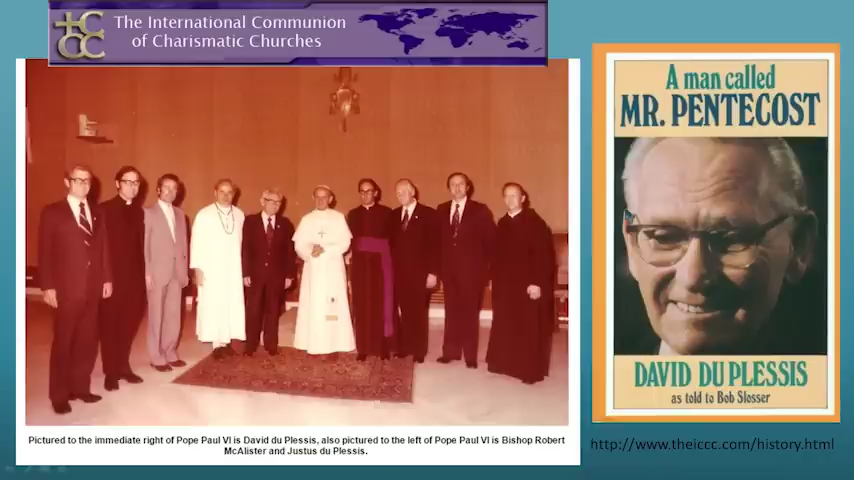 The International Communion
of Charismatic Churches
Pictured to the immediate right of Pope Paul VI is David du Plessis, also pictured to the left of Pope Paul VI is Bishop Robert
McAlister and Justus du Plessis.
A man called
MR. PENTECOST
DAVID DU PLESSIS
as told to Bob Slosser
http://www.theiccc.com/history.html